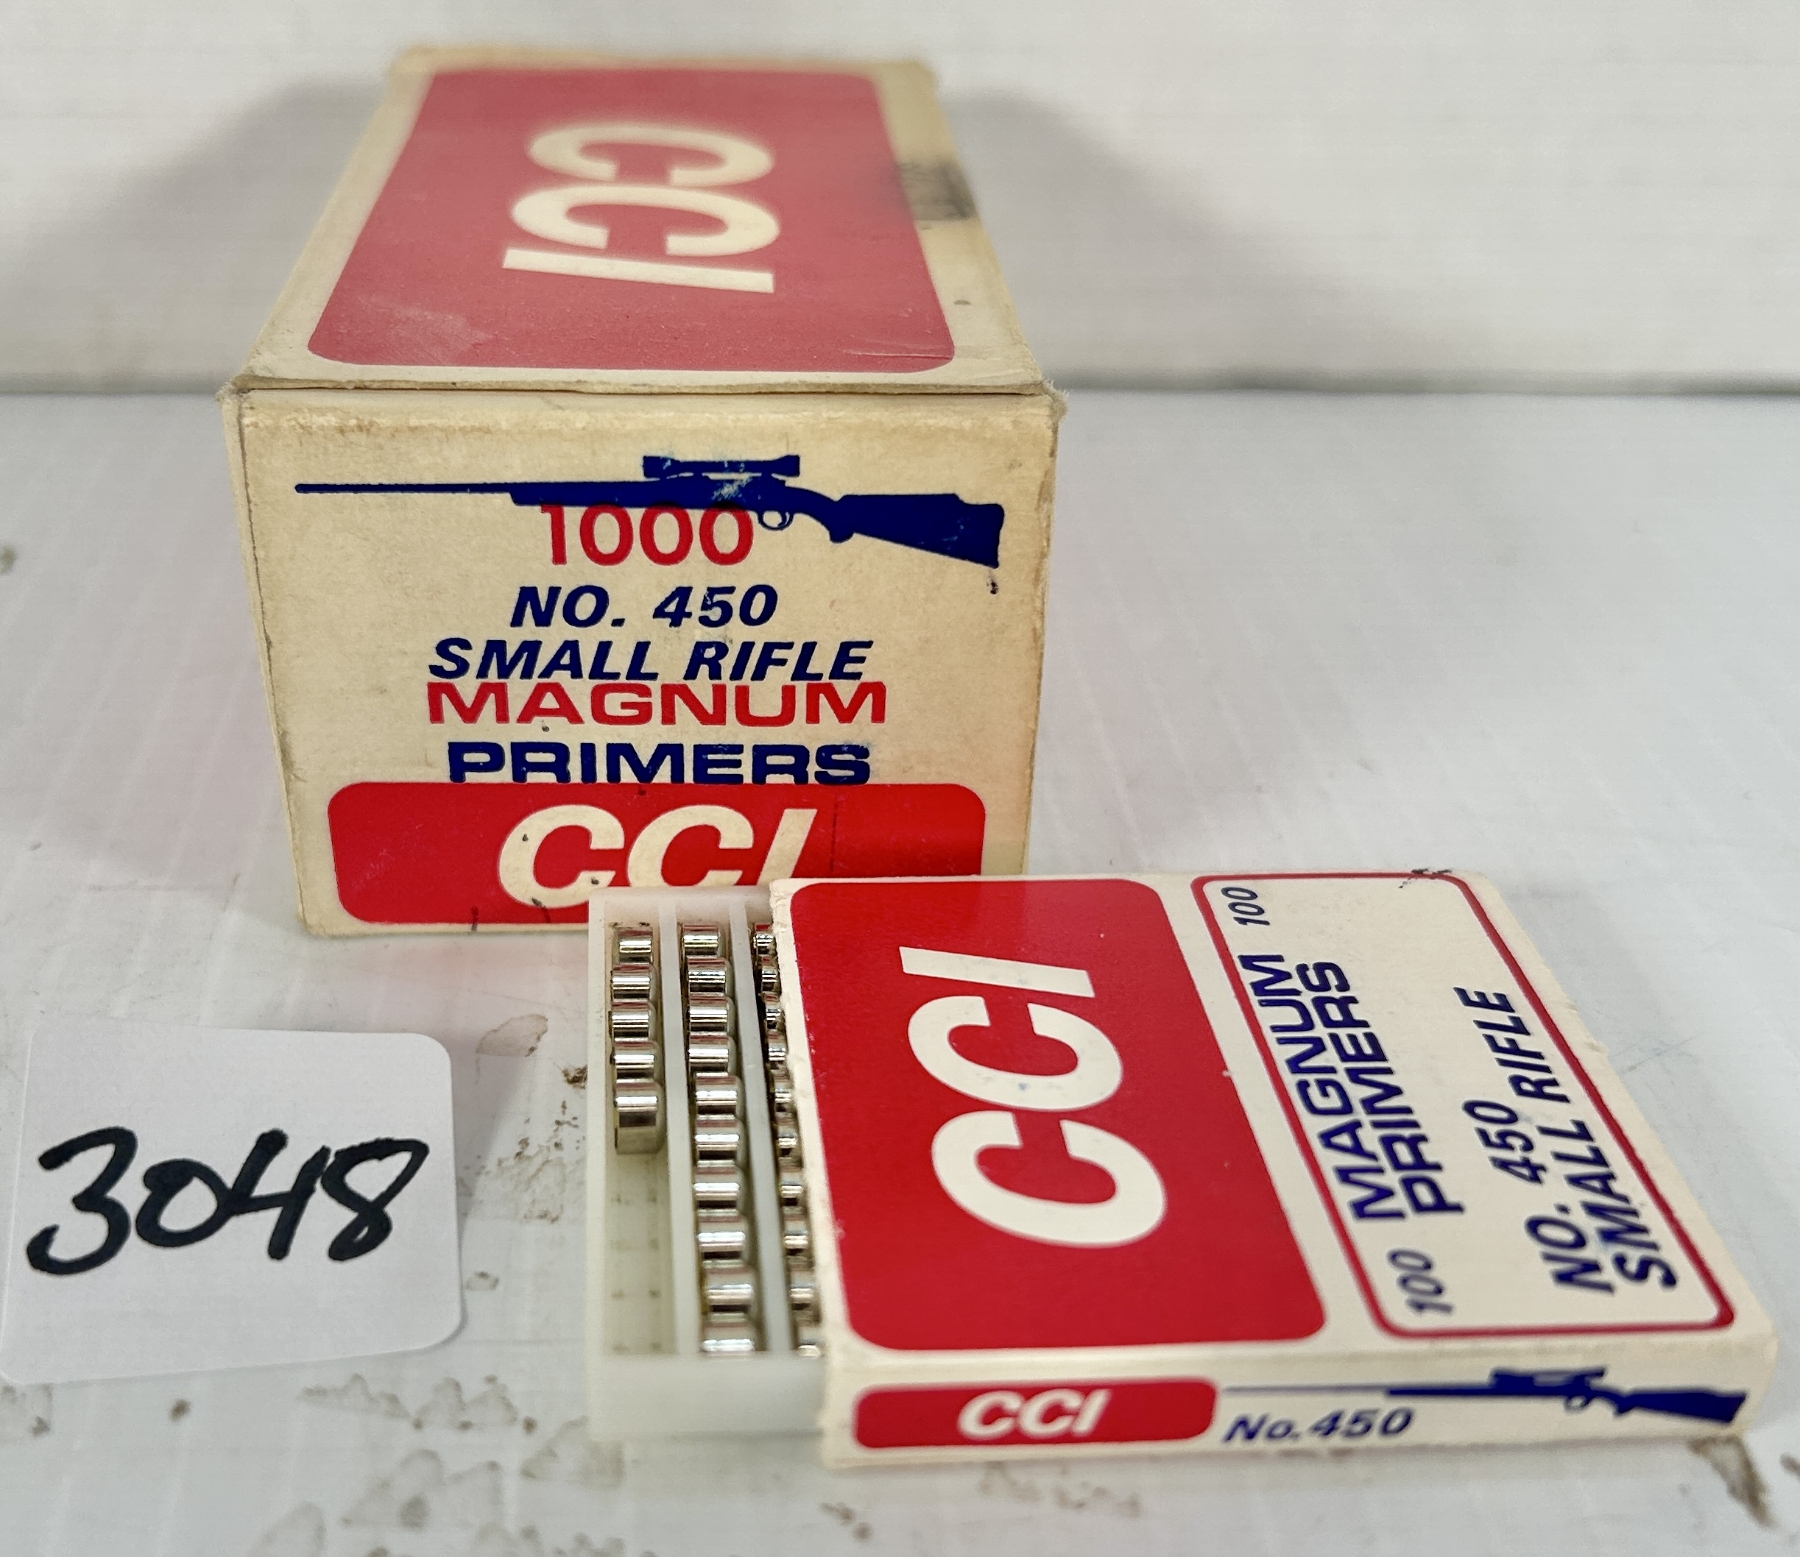 CCI
1000
NO. 450
SMALL RIFLE
MAGNUM
PRIMERS
CCI
3048
CCI
100 MAGNUM 100
PRIMERS
NO. 450
SMALL RIFLE
CCI No.450